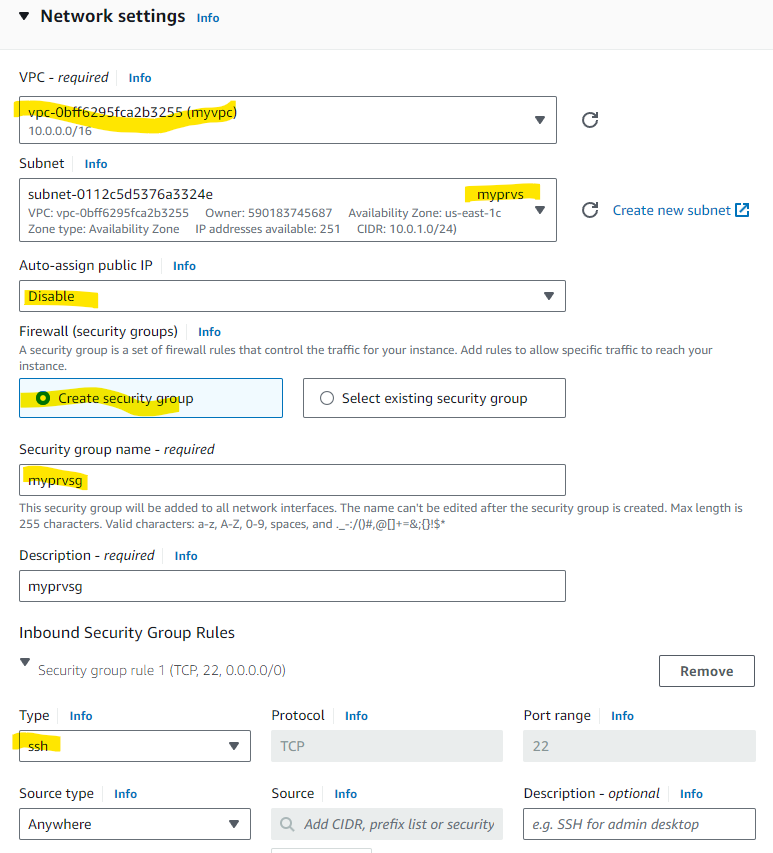 Network settings Info
VPC - required Info
vpc-0bff6295fca2b3255 (myvpc)
10.0.0.0/16
Subnet Info
subnet-0112c5d5376a3324e myprvs
VPC: vpc-0bff6295fca2b3255 Owner: 590183745687 Availability Zone: us-east-1c
Zone type: Availability Zone IP addresses available: 251 CIDR: 10.0.1.0/24)
Create new subnet
Auto-assign public IP Info
Disable
Firewall (security groups) Info
A security group is a set of firewall rules that control the traffic for your instance. Add rules to allow specific traffic to reach your
instance.
Create security group Select existing security group
Security group name - required
myprvsg
This security group will be added to all network interfaces. The name can't be edited after the security group is created. Max length is
255 characters. Valid characters: a-z, A-Z, 0-9, spaces, and ._-:/()#,@[]+=&;{}!$*
Description - required Info
myprvsg
Inbound Security Group Rules
Security group rule 1 (TCP, 22, 0.0.0.0/0) Remove
Type Info Protocol Info Port range Info
ssh TCP 22
Source type Info Source Info Description - optional Info
Anywhere Add CIDR, prefix list or security e.g. SSH for admin desktop